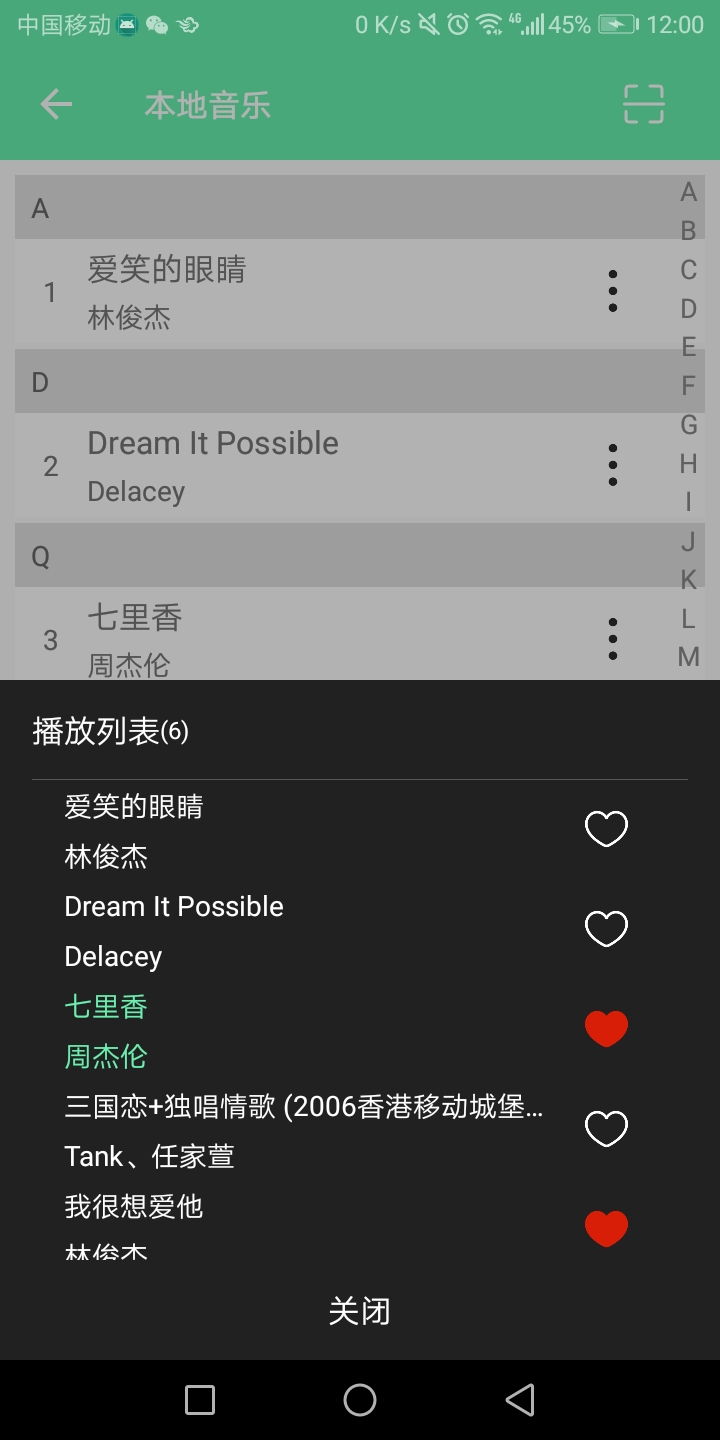 中国移动 0 K/s 4G 45% 12:00
本地音乐
A
1 爱笑的眼睛
林俊杰
D
2 Dream It Possible
Delacey
Q
3 七里香
周杰伦
A
B
C
D
E
F
G
H
I
J
K
L
M
播放列表(6)
爱笑的眼睛
林俊杰
Dream It Possible
Delacey
七里香
周杰伦
三国恋+独唱情歌 (2006香港移动城堡...
Tank、任家萱
我很想爱他
林俊杰
关闭